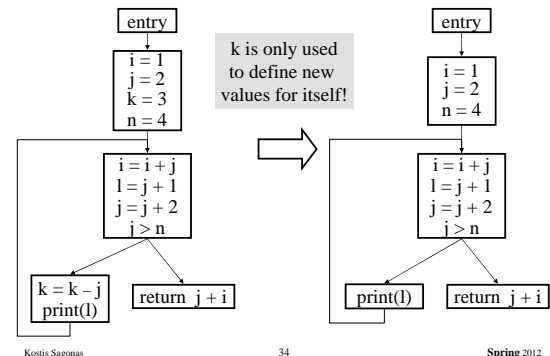 entry
i = 1
j = 2
k = 3
n = 4
i = i + j
l = j + 1
j = j + 2
j > n
k = k – j
print(l)
return j + i
k is only used
to define new
values for itself!
entry
i = 1
j = 2
n = 4
i = i + j
l = j + 1
j = j + 2
j > n
print(l)
return j + i
Kostis Sagonas 34 Spring 2012